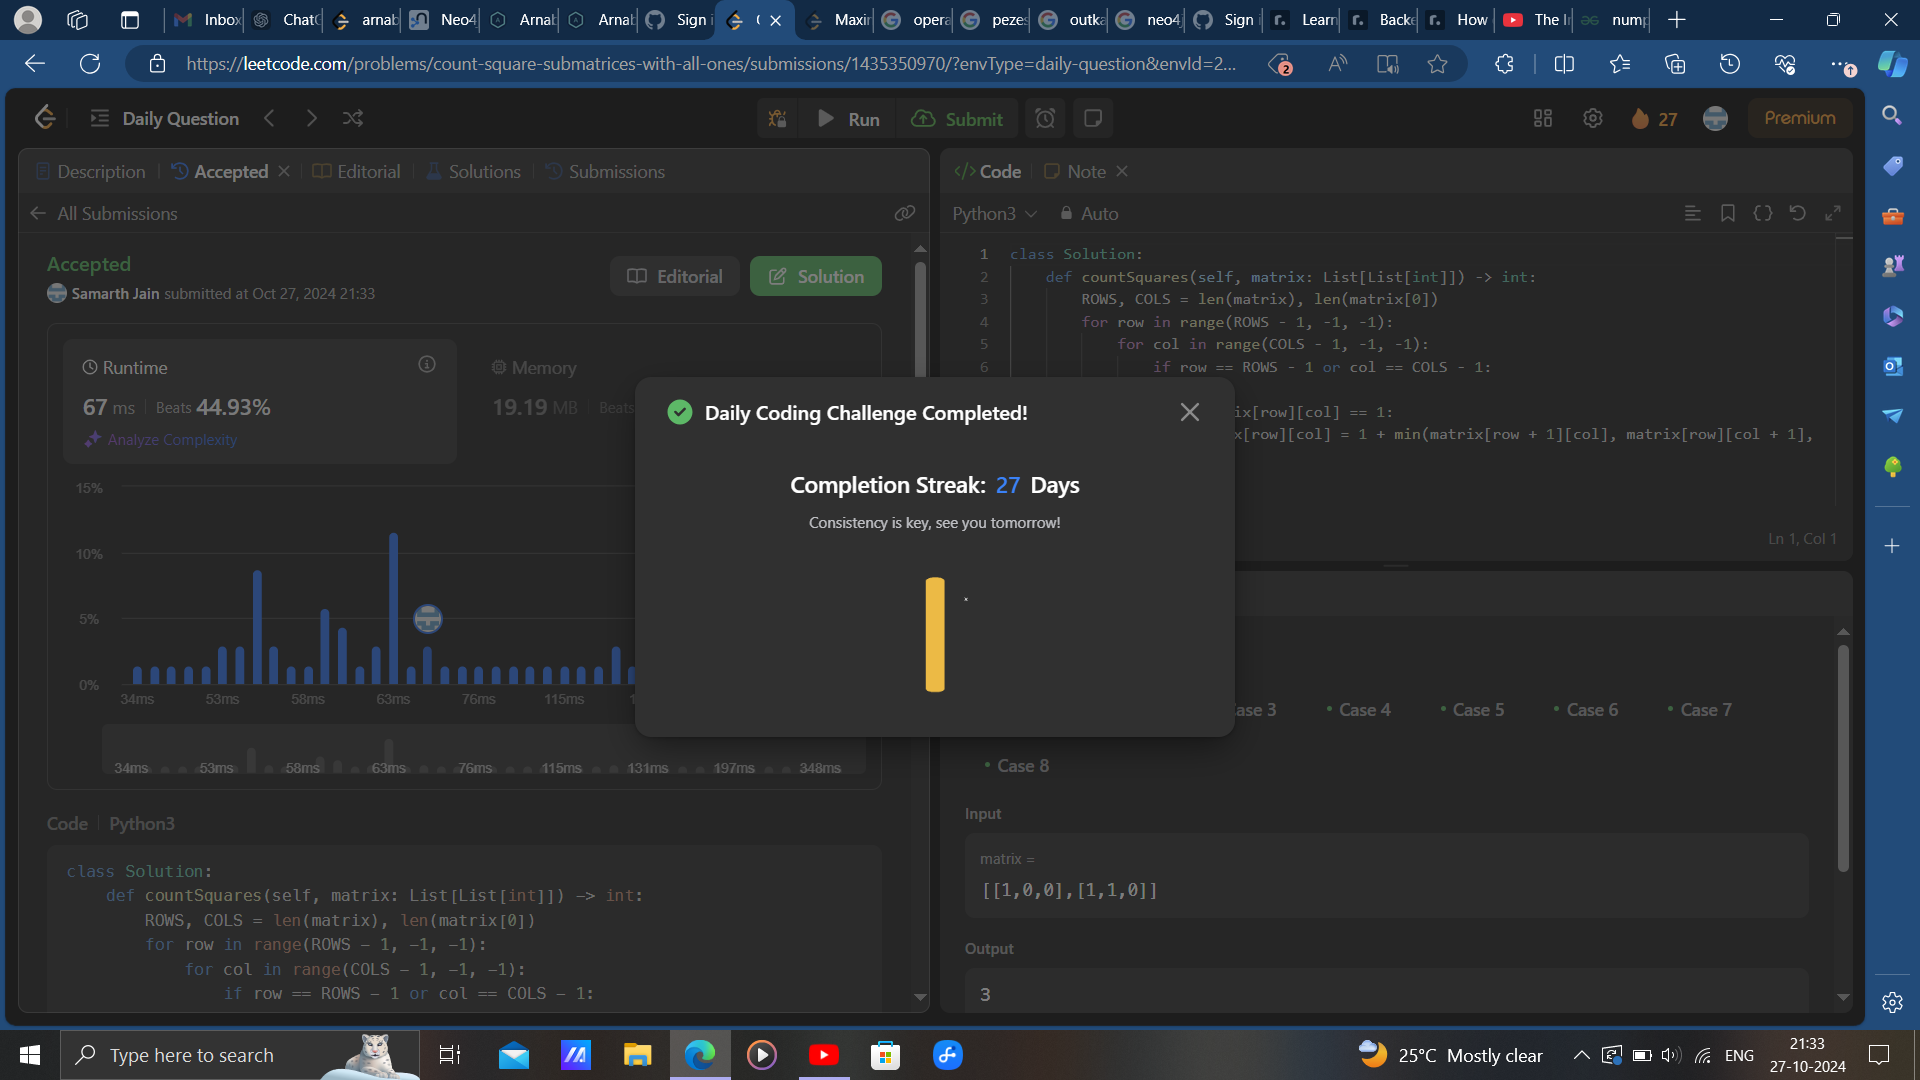 Inbox
ChatG
arnab
Neo4
Arnab
Arnab
Sign i
Maxir
opera
pezes
outka
neo4j
Sign
Learn
Backe
How
The I
nump
https://leetcode.com/problems/count-square-submatrices-with-all-ones/submissions/1435350970/?envType=daily-question&envId=2...
2
Daily Question
Run
Submit
27
Premium
Description
Accepted
Editorial
Solutions
Submissions
</> Code
Note
All Submissions
Python3
Auto
Accepted
Editorial
Solution
Samarth Jain submitted at Oct 27, 2024 21:33
Runtime
67 ms
Beats 44.93%
Analyze Complexity
Memory
19.19 MB
Beats
15%
10%
5%
0%
34ms
53ms
58ms
63ms
76ms
115ms
1
34ms
53ms
58ms
63ms
76ms
115ms
131ms
197ms
348ms
Code
Python3
class Solution:
def countSquares(self, matrix: List[List[int]]) -> int:
ROWS, COLS = len(matrix), len(matrix[0])
for row in range(ROWS - 1, -1, -1):
for col in range(COLS - 1, -1, -1):
if row == ROWS - 1 or col == COLS - 1:
1 class Solution:
2 def countSquares(self, matrix: List[List[int]]) -> int:
3 ROWS, COLS = len(matrix), len(matrix[0])
4 for row in range(ROWS - 1, -1, -1):
5 for col in range(COLS - 1, -1, -1):
6 if row == ROWS - 1 or col == COLS - 1:
ix[row][col] == 1:
x[row][col] = 1 + min(matrix[row + 1][col], matrix[row][col + 1],
Ln 1, Col 1
Daily Coding Challenge Completed!
Completion Streak: 27 Days
Consistency is key, see you tomorrow!
ase 3
Case 4
Case 5
Case 6
Case 7
Case 8
Input
matrix =
[[1,0,0],[1,1,0]]
Output
3
Type here to search
25°C Mostly clear
ENG
21:33
27-10-2024